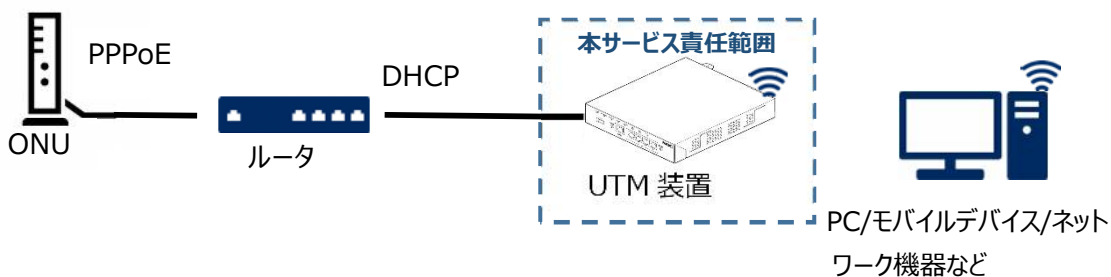 PPPoE
ONU
ルータ
DHCP
本サービス責任範囲
UTM 装置
PC/モバイルデバイス/ネット
ワーク機器など